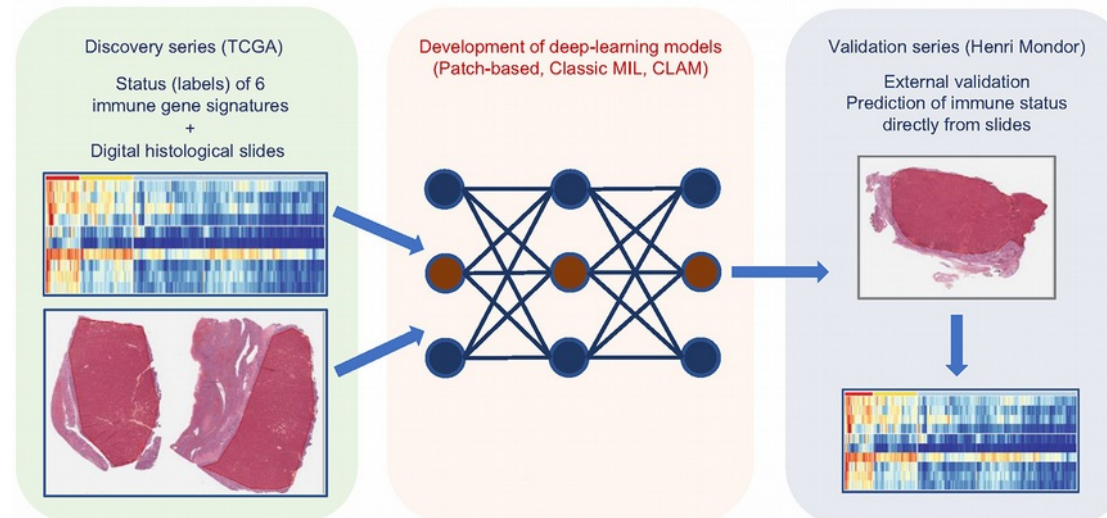 Discovery series (TCGA)
Status (labels) of 6
immune gene signatures
+
Digital histological slides
Development of deep-learning models
(Patch-based, Classic MIL, CLAM)
Validation series (Henri Mondor)
External validation
Prediction of immune status
directly from slides